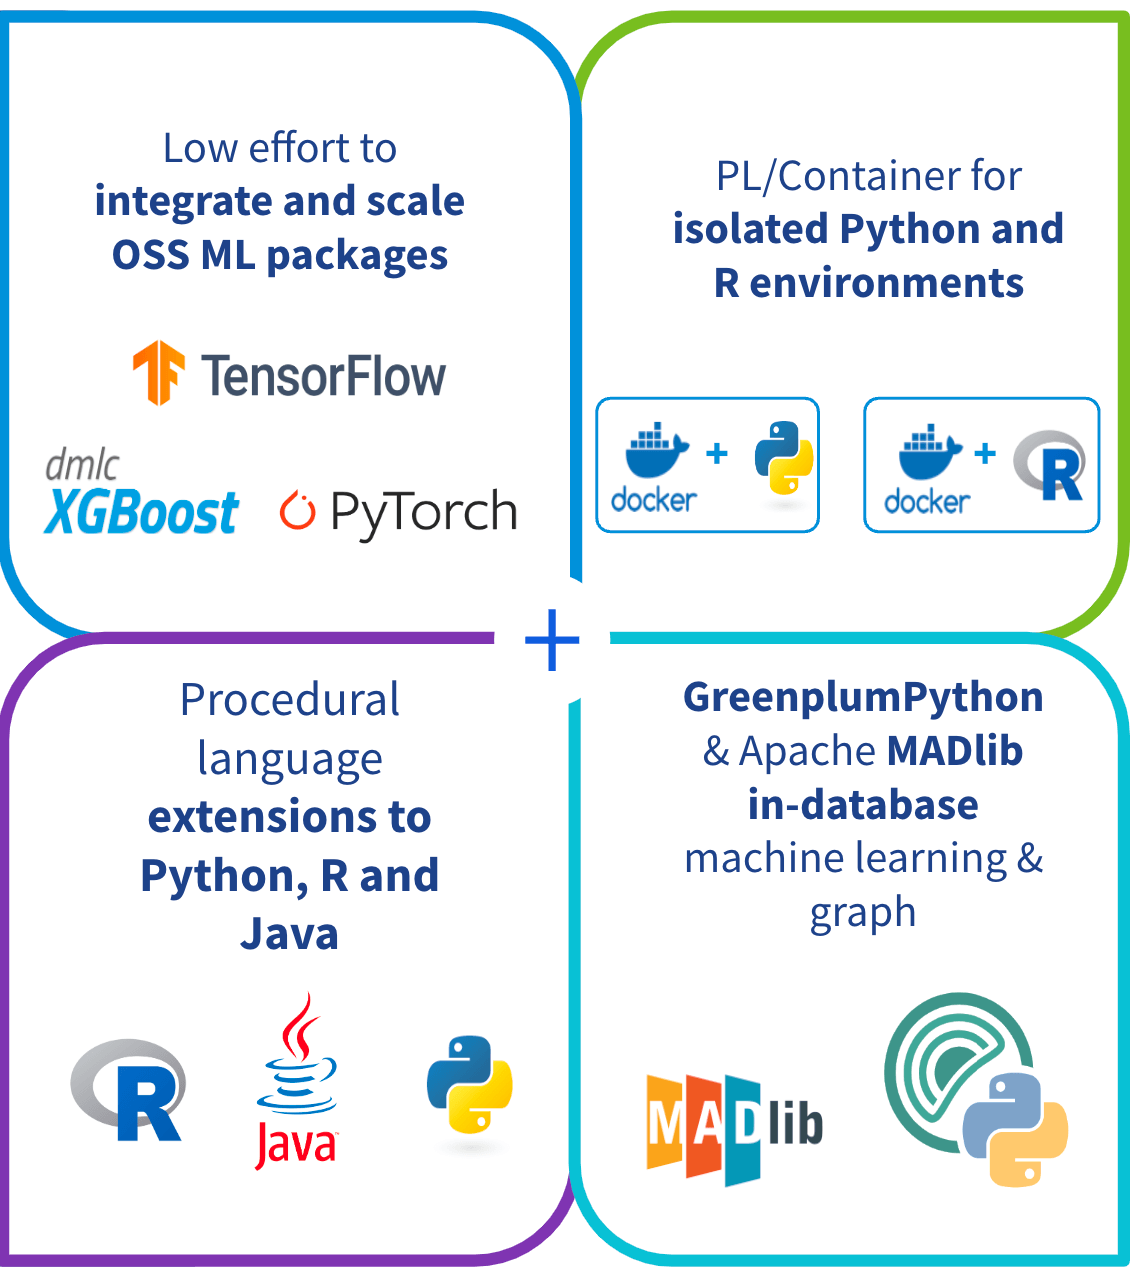 Low effort to
integrate and scale
OSS ML packages
TensorFlow
dmlc
XGBoost
PyTorch
PL/Container for
isolated Python and
R environments
docker
+
docker
+
R
+
Procedural
language
extensions to
Python, R and
Java
R
Java
GreenplumPython
& Apache MADlib
in-database
machine learning &
graph
MADlib